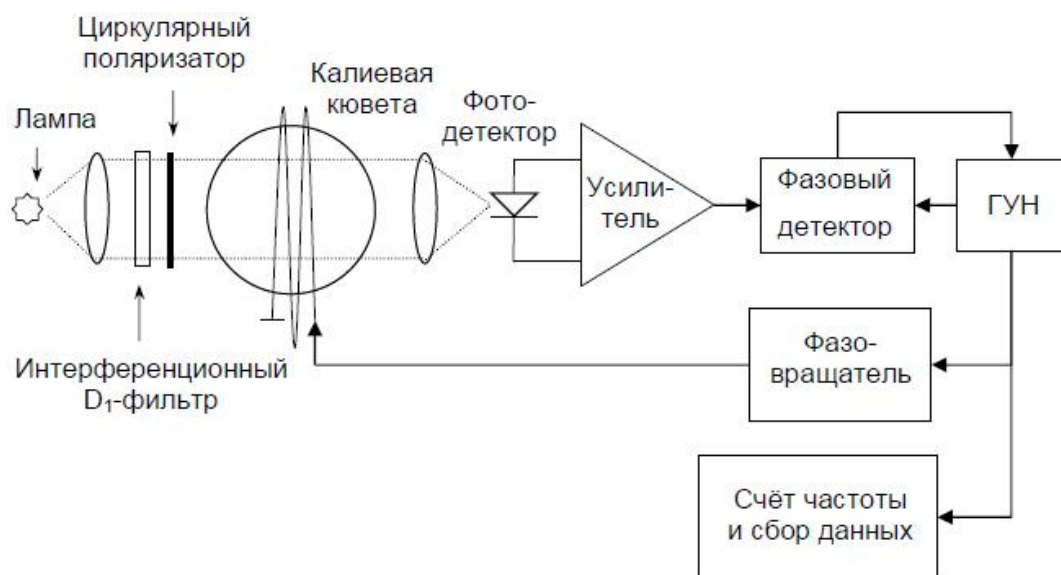 Циркулярный
поляризатор
Калиевая
кювета
Фото-
детектор
Лампа
Усили-
тель
Фазовый
детектор
ГУН
Интерференционный
D₁-фильтр
Фазо-
вращатель
Счёт частоты
и сбор данных